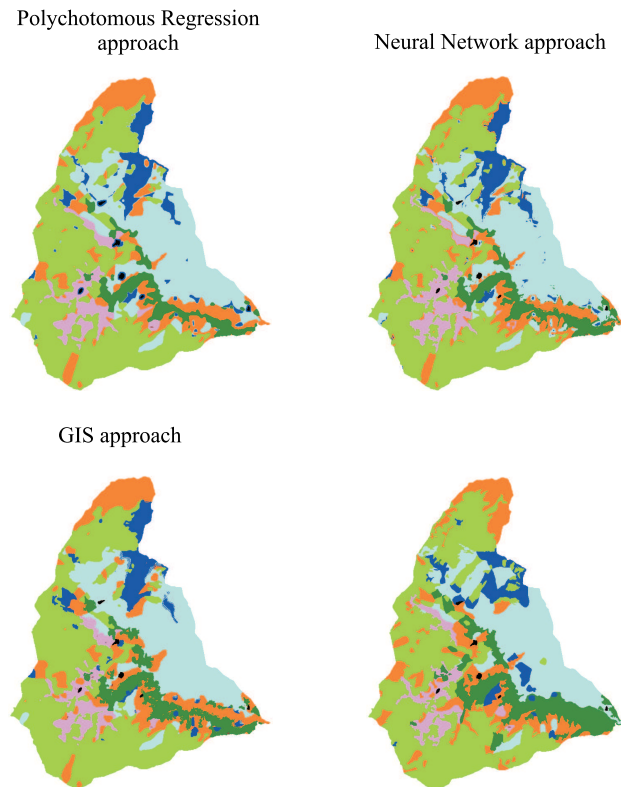 Polychotomous Regression
approach
Neural Network approach
GIS approach